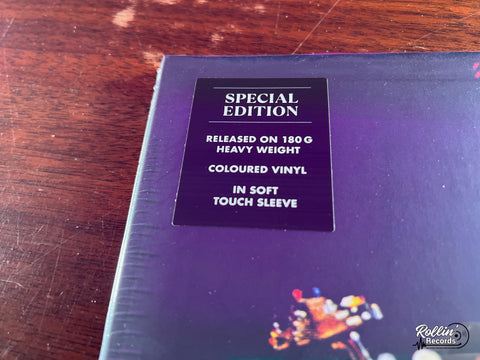 SPECIAL
EDITION
RELEASED ON 180G
HEAVY WEIGHT
COLOURED VINYL
IN SOFT
TOUCH SLEEVE
Rollin'
Records